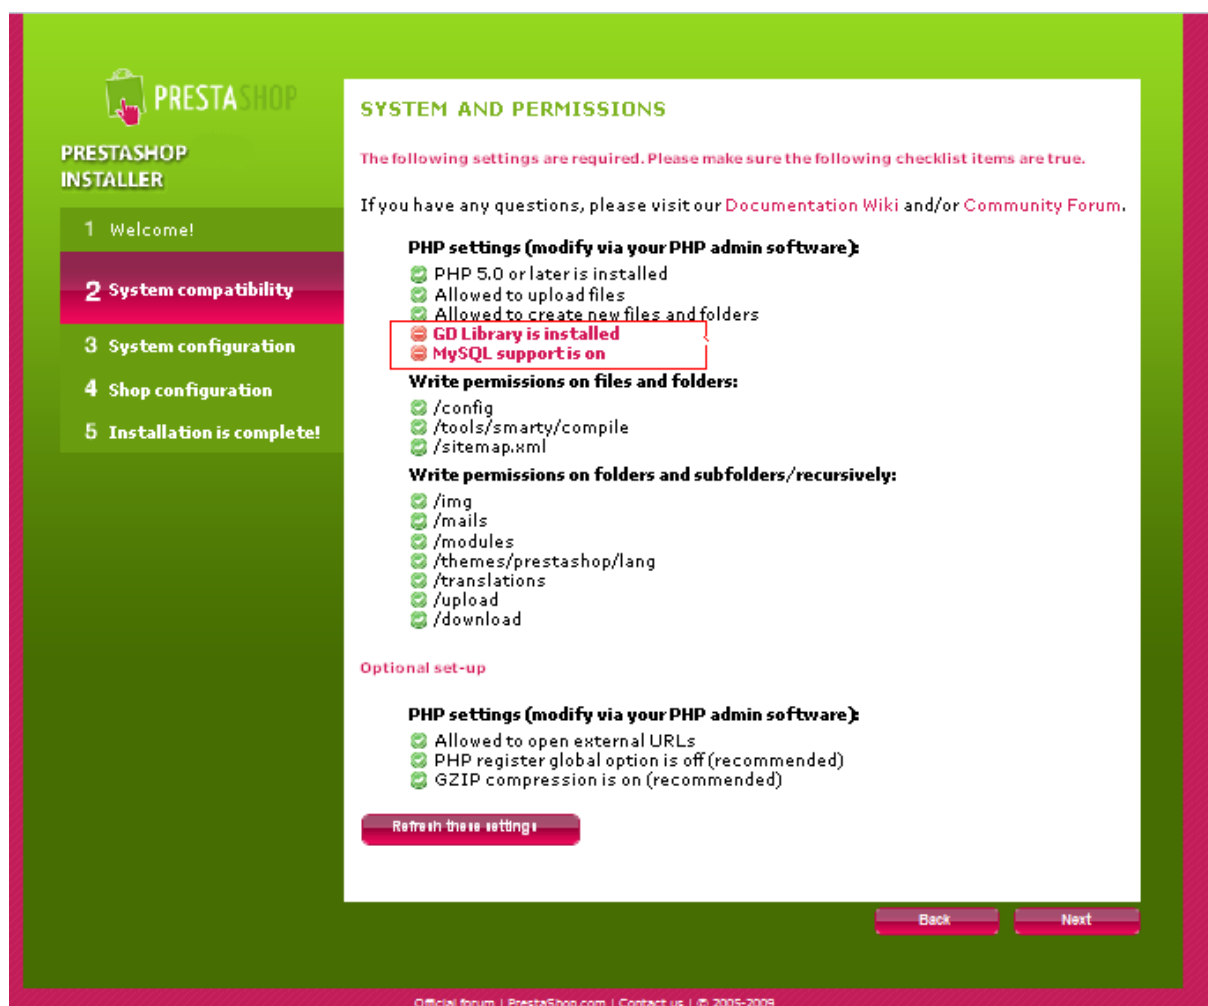 PRESTASHOP
PRESTASHOP
INSTALLER
1 Welcome!
2 System compatibility
3 System configuration
4 Shop configuration
5 Installation is complete!
SYSTEM AND PERMISSIONS
The following settings are required. Please make sure the following checklist items are true.
If you have any questions, please visit our Documentation Wiki and/or Community Forum.
PHP settings (modify via your PHP admin software):
PHP 5.0 or later is installed
Allowed to upload files
Allowed to create new files and folders
GD Library is installed
MySQL support is on
Write permissions on files and folders:
/config
/tools/smarty/compile
/sitemap.xml
Write permissions on folders and subfolders/recursively:
/img
/mails
/modules
/themes/prestashop/lang
/translations
/upload
/download
Optional set-up
PHP settings (modify via your PHP admin software):
Allowed to open external URLs
PHP register global option is off (recommended)
GZIP compression is on (recommended)
Refresh these settings
Back Next
Official forum | PrestaShop.com | Contact us | © 2005-2009